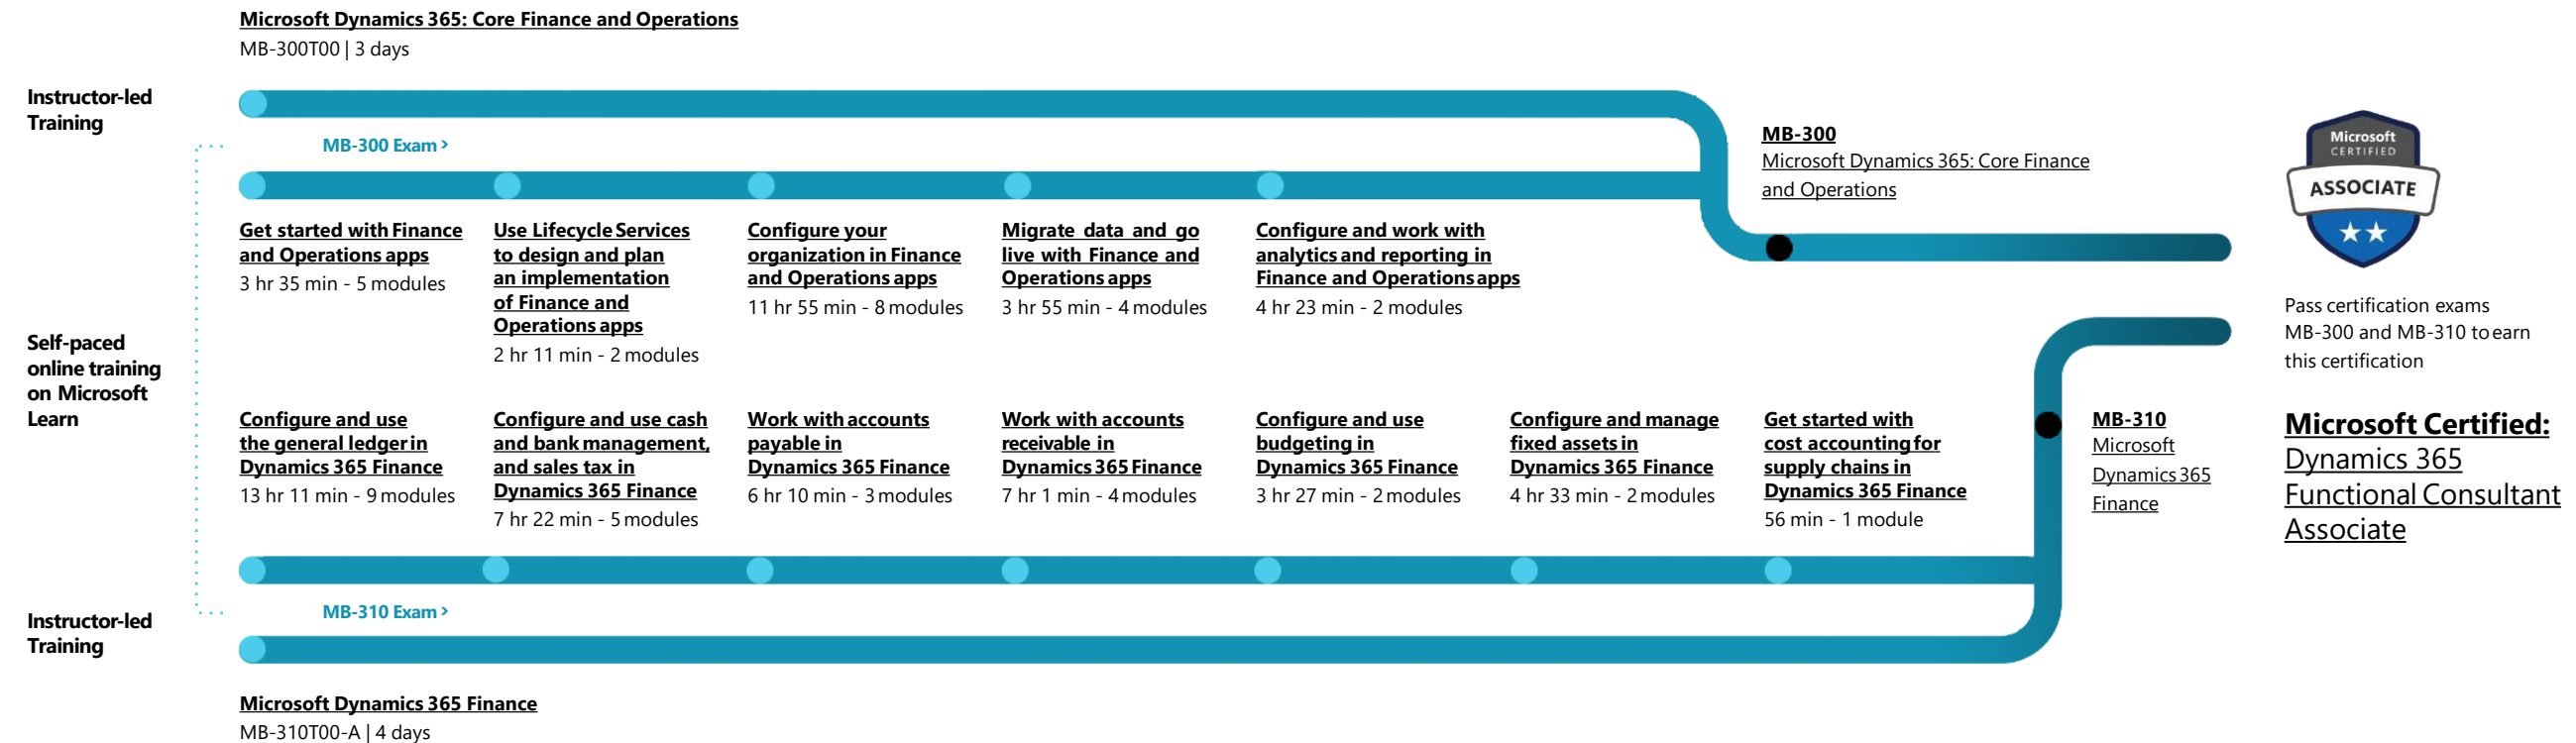 Microsoft Dynamics 365: Core Finance and Operations
MB-300T00 | 3 days
Instructor-led
Training
MB-300 Exam >
MB-300
Microsoft Dynamics 365: Core Finance
and Operations
Get started with Finance
and Operations apps
3 hr 35 min - 5 modules
Use Lifecycle Services
to design and plan
an implementation
of Finance and
Operations apps
2 hr 11 min - 2 modules
Configure your
organization in Finance
and Operations apps
11 hr 55 min - 8 modules
Migrate data and go
live with Finance and
Operations apps
3 hr 55 min - 4 modules
Configure and work with
analytics and reporting in
Finance and Operations apps
4 hr 23 min - 2 modules
Microsoft
CERTIFIED
ASSOCIATE
Pass certification exams
MB-300 and MB-310 to earn
this certification
Microsoft Certified:
Dynamics 365
Functional Consultant
Associate
Self-paced
online training
on Microsoft
Learn
Configure and use
the general ledger in
Dynamics 365 Finance
13 hr 11 min - 9 modules
Configure and use cash
and bank management,
and sales tax in
Dynamics 365 Finance
7 hr 22 min - 5 modules
Work with accounts
payable in
Dynamics 365 Finance
6 hr 10 min - 3 modules
Work with accounts
receivable in
Dynamics 365 Finance
7 hr 1 min - 4 modules
Configure and use
budgeting in
Dynamics 365 Finance
3 hr 27 min - 2 modules
Configure and manage
fixed assets in
Dynamics 365 Finance
4 hr 33 min - 2 modules
Get started with
cost accounting for
supply chains in
Dynamics 365 Finance
56 min - 1 module
MB-310
Microsoft
Dynamics 365
Finance
MB-310 Exam >
Instructor-led
Training
Microsoft Dynamics 365 Finance
MB-310T00-A | 4 days